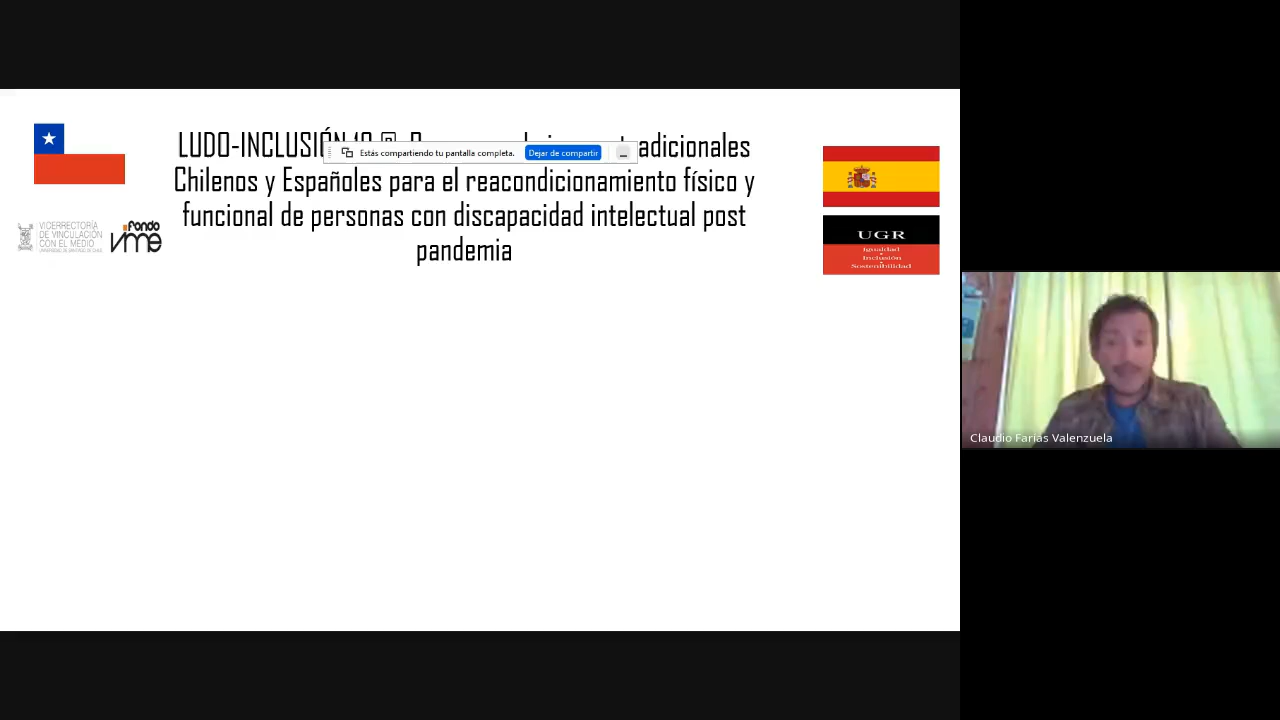 LUDO-INCLUSIÓN adicionales
Chilenos y Españoles para el reacondicionamiento físico y
funcional de personas con discapacidad intelectual post
pandemia
Estás compartiendo tu pantalla completa. Dejar de compartir
VICERRECTORÍA
DE VINCULACIÓN
CON EL MEDIO
fondo
vme
UGR
Igualdad
Inclusión
Sostenibilidad
Claudio Farías Valenzuela